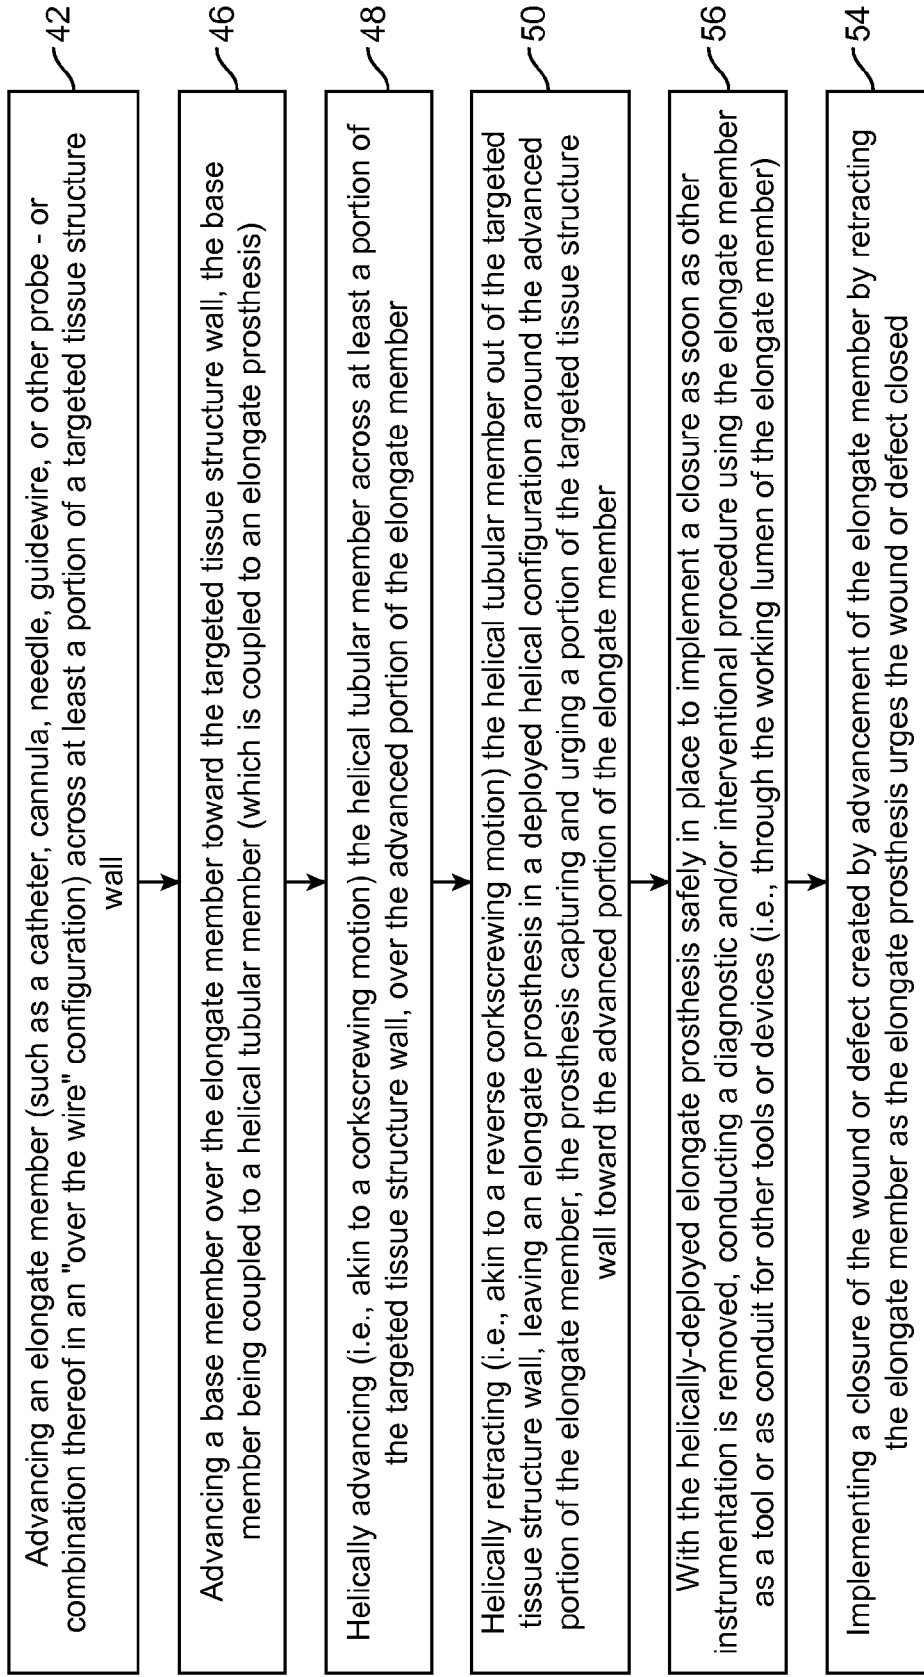 Advancing an elongate member (such as a catheter, cannula, needle, guidewire, or other probe - or
combination thereof in an "over the wire" configuration) across at least a portion of a targeted tissue structure
wall
42
Advancing a base member over the elongate member toward the targeted tissue structure wall, the base
member being coupled to a helical tubular member (which is coupled to an elongate prosthesis)
46
Helically advancing (i.e., akin to a corkscrewing motion) the helical tubular member across at least a portion of
the targeted tissue structure wall, over the advanced portion of the elongate member
48
Helically retracting (i.e., akin to a reverse corkscrewing motion) the helical tubular member out of the targeted
tissue structure wall, leaving an elongate prosthesis in a deployed helical configuration around the advanced
portion of the elongate member, the prosthesis capturing and urging a portion of the targeted tissue structure
wall toward the advanced portion of the elongate member
50
With the helically-deployed elongate prosthesis safely in place to implement a closure as soon as other
instrumentation is removed, conducting a diagnostic and/or interventional procedure using the elongate member
as a tool or as conduit for other tools or devices (i.e., through the working lumen of the elongate member)
56
Implementing a closure of the wound or defect created by advancement of the elongate member by retracting
the elongate member as the elongate prosthesis urges the wound or defect closed
54